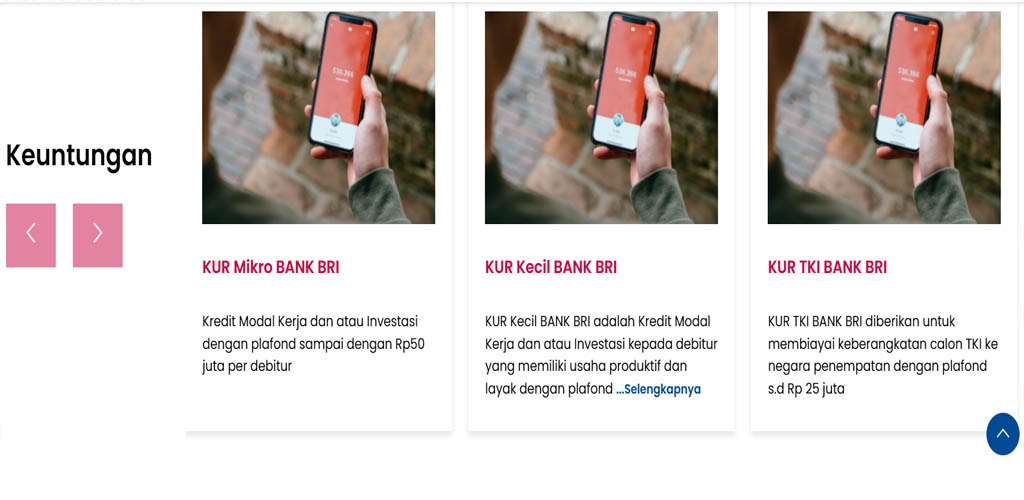 Keuntungan
KUR Mikro BANK BRI
Kredit Modal Kerja dan atau Investasi
dengan plafond sampai dengan Rp50
juta per debitur
KUR Kecil BANK BRI
KUR Kecil BANK BRI adalah Kredit Modal
Kerja dan atau Investasi kepada debitur
yang memiliki usaha produktif dan
layak dengan plafond ...Selengkapnya
KUR TKI BANK BRI
KUR TKI BANK BRI diberikan untuk
membiayai keberangkatan calon TKI ke
negara penempatan dengan plafond
s.d Rp 25 juta